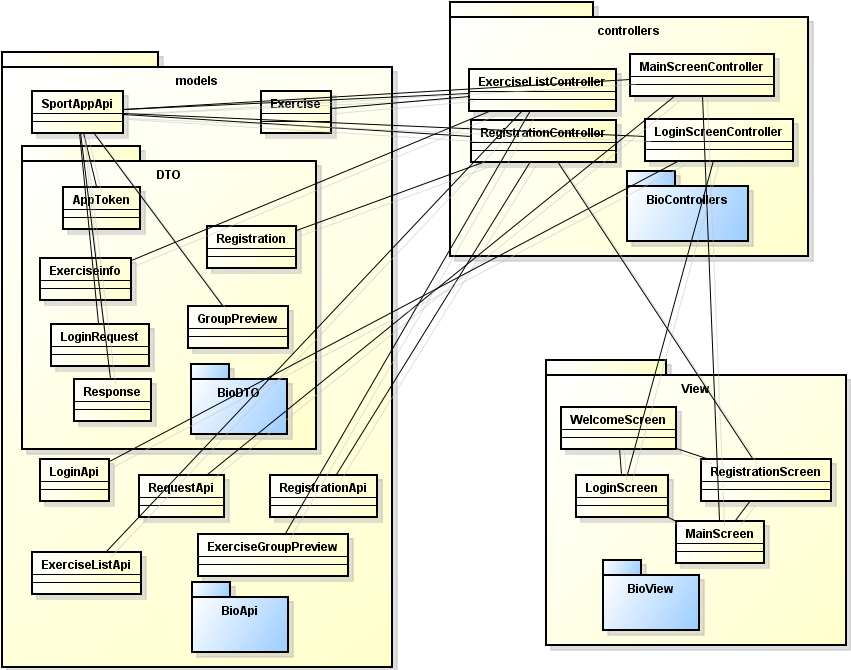 controllers
MainScreenController
ExerciseListController
RegistrationController
LoginScreenController
BioControllers
models
SportAppApi
Exercise
DTO
AppToken
Registration
Exerciseinfo
GroupPreview
LoginRequest
Response
BioDTO
LoginApi
RequestApi
RegistrationApi
ExerciseGroupPreview
ExerciseListApi
BioApi
View
WelcomeScreen
RegistrationScreen
LoginScreen
MainScreen
BioView